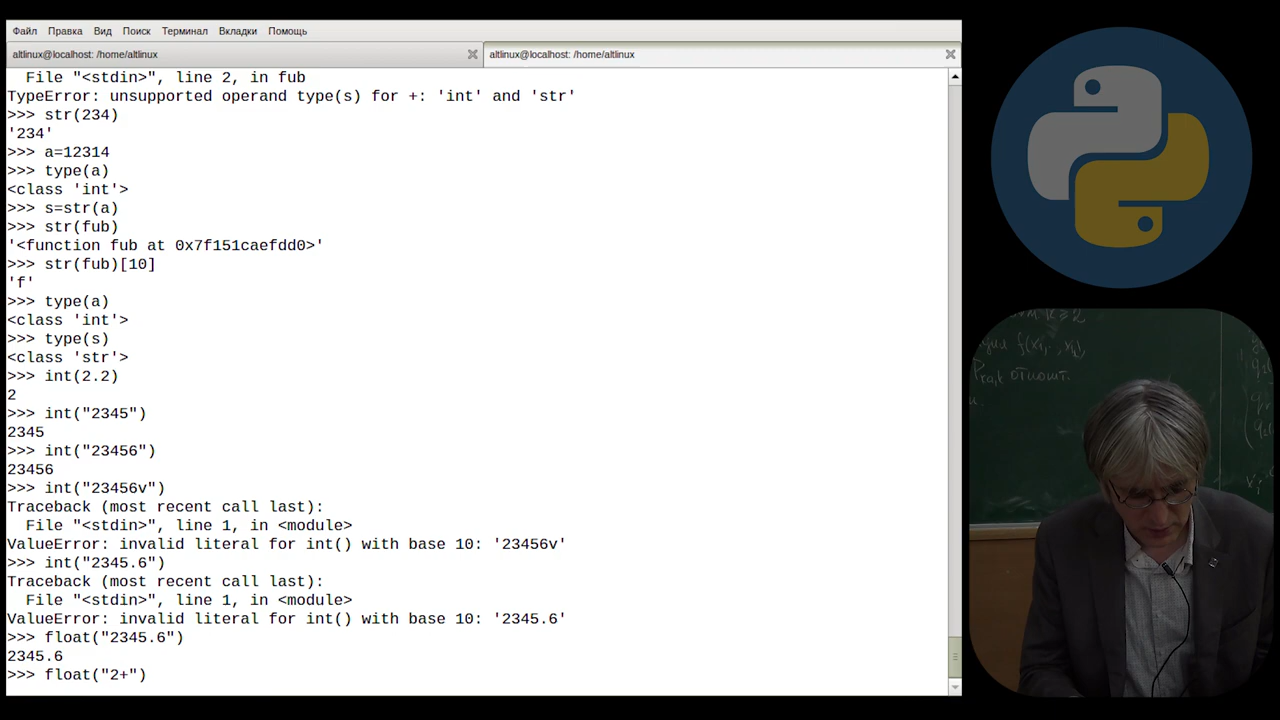 Файл Правка Вид Поиск Терминал Вкладки Помощь
altlinux@localhost: /home/altlinux
altlinux@localhost: /home/altlinux
File "<stdin>", line 2, in fub
TypeError: unsupported operand type(s) for +: 'int' and 'str'
>>> str(234)
'234'
>>> a=12314
>>> type(a)
<class 'int'>
>>> s=str(a)
>>> str(fub)
'<function fub at 0x7f151caefdd0>'
>>> str(fub)[10]
'f'
>>> type(a)
<class 'int'>
>>> type(s)
<class 'str'>
>>> int(2.2)
2
>>> int("2345")
2345
>>> int("23456")
23456
>>> int("23456v")
Traceback (most recent call last):
File "<stdin>", line 1, in <module>
ValueError: invalid literal for int() with base 10: '23456v'
>>> int("2345.6")
Traceback (most recent call last):
File "<stdin>", line 1, in <module>
ValueError: invalid literal for int() with base 10: '2345.6'
>>> float("2345.6")
2345.6
>>> float("2+")